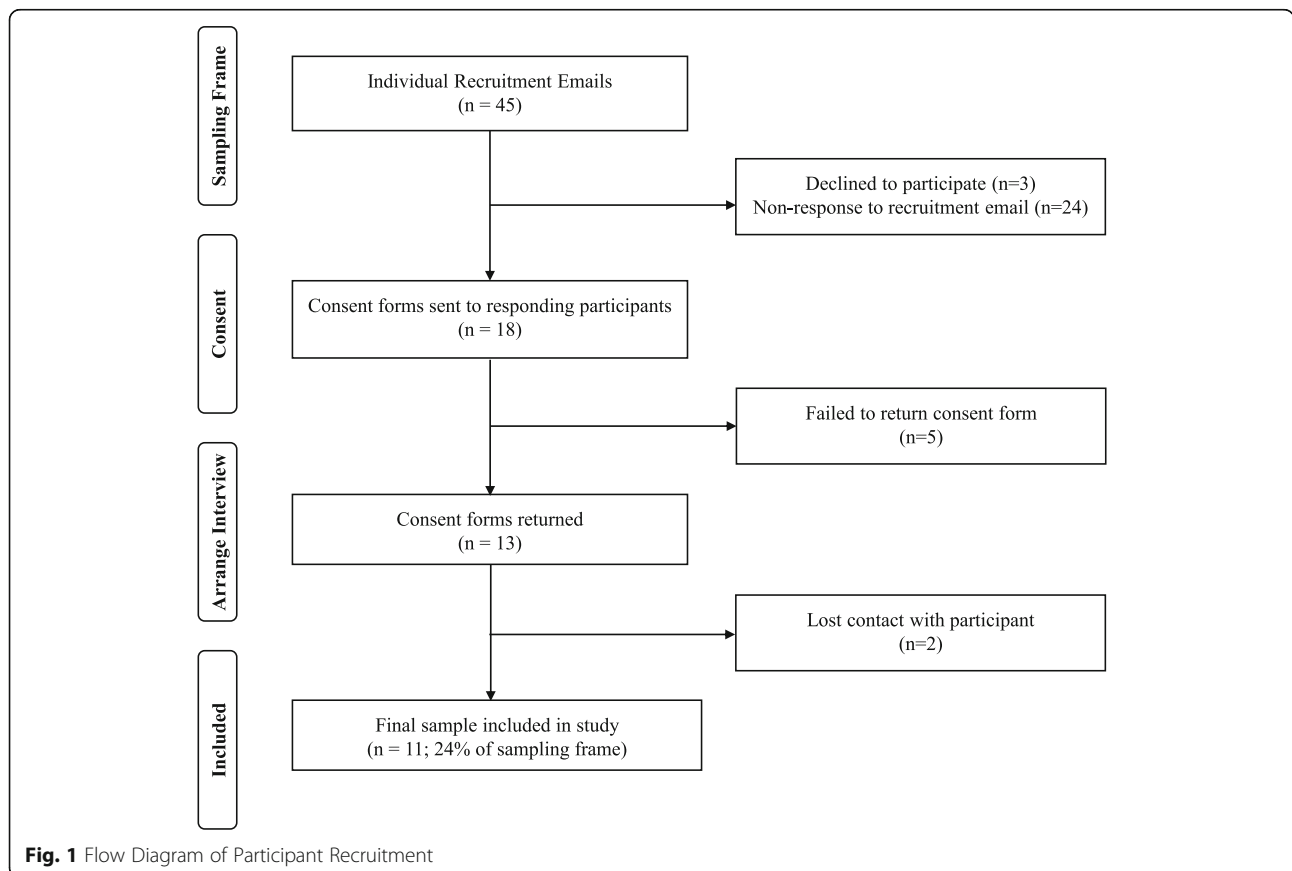 Sampling Frame
Individual Recruitment Emails
(n = 45)
Declined to participate (n=3)
Non-response to recruitment email (n=24)
Consent
Consent forms sent to responding participants
(n = 18)
Failed to return consent form
(n=5)
Arrange Interview
Consent forms returned
(n = 13)
Lost contact with participant
(n=2)
Included
Final sample included in study
(n = 11; 24% of sampling frame)
Fig. 1 Flow Diagram of Participant Recruitment